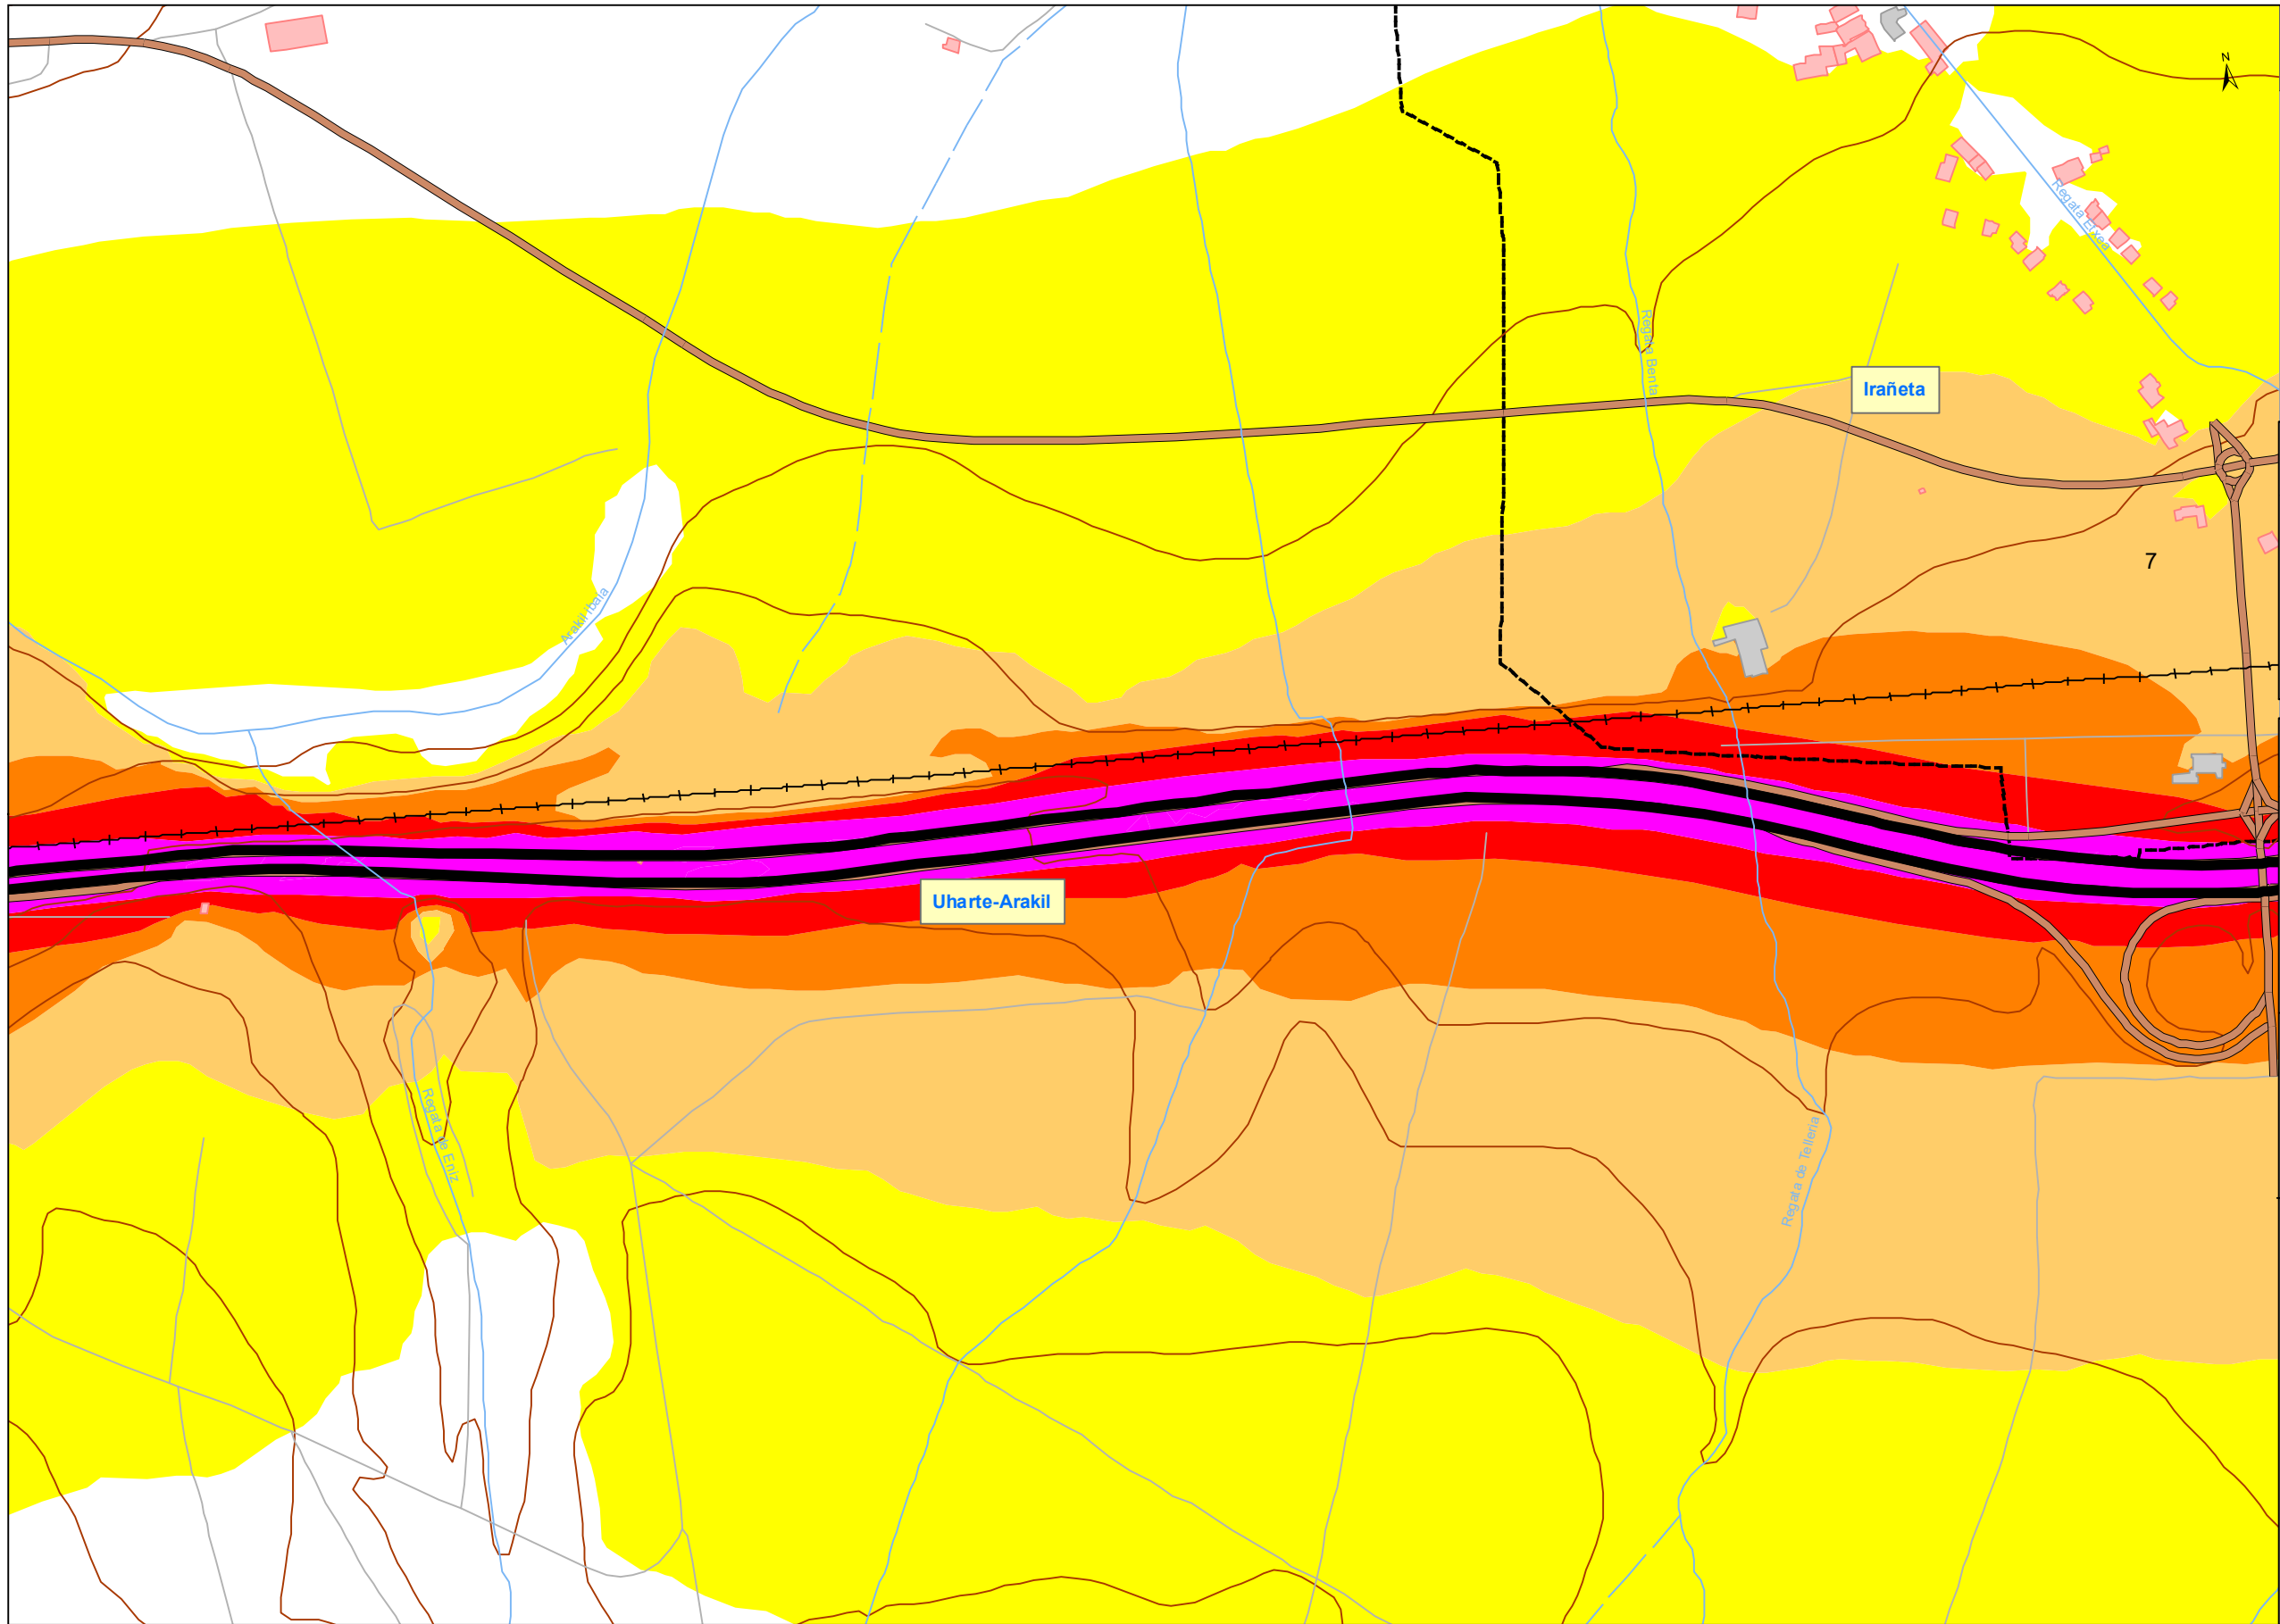 N
Regata Etxea
Regata Benta
Irañeta
7
Arakil ibaia
Uharte-Arakil
Regata de Eniz
Regata de Telleria